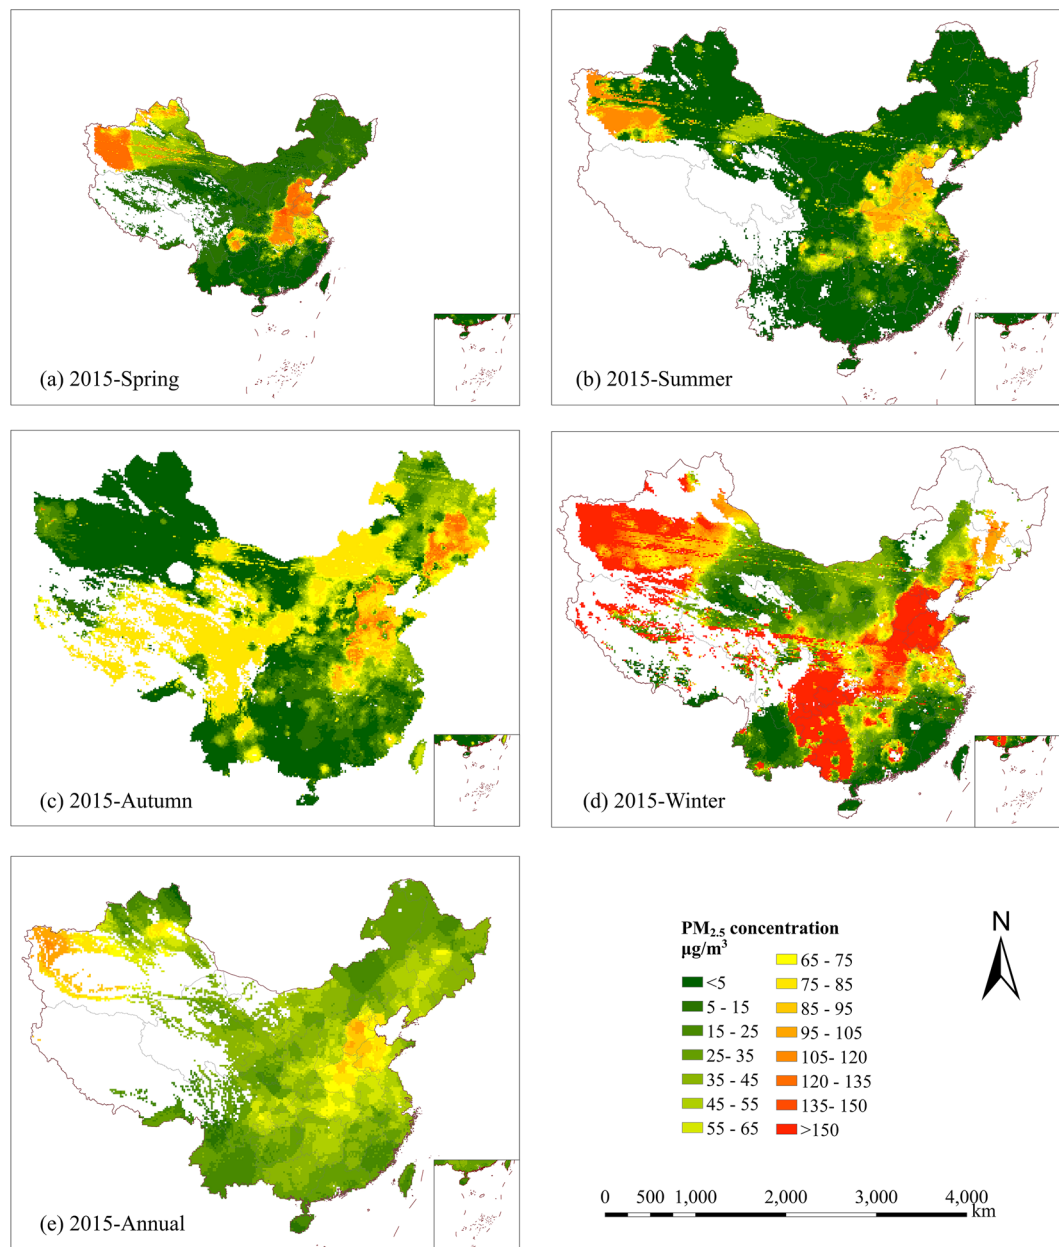 (a) 2015-Spring
(b) 2015-Summer
(c) 2015-Autumn
(d) 2015-Winter
(e) 2015-Annual
PM2.5 concentration
μg/m3
<5
5 - 15
15 - 25
25- 35
35 - 45
45 - 55
55 - 65
65 - 75
75 - 85
85 - 95
95 - 105
105- 120
120 - 135
135- 150
>150
N
0 500 1,000 2,000 3,000 4,000
km